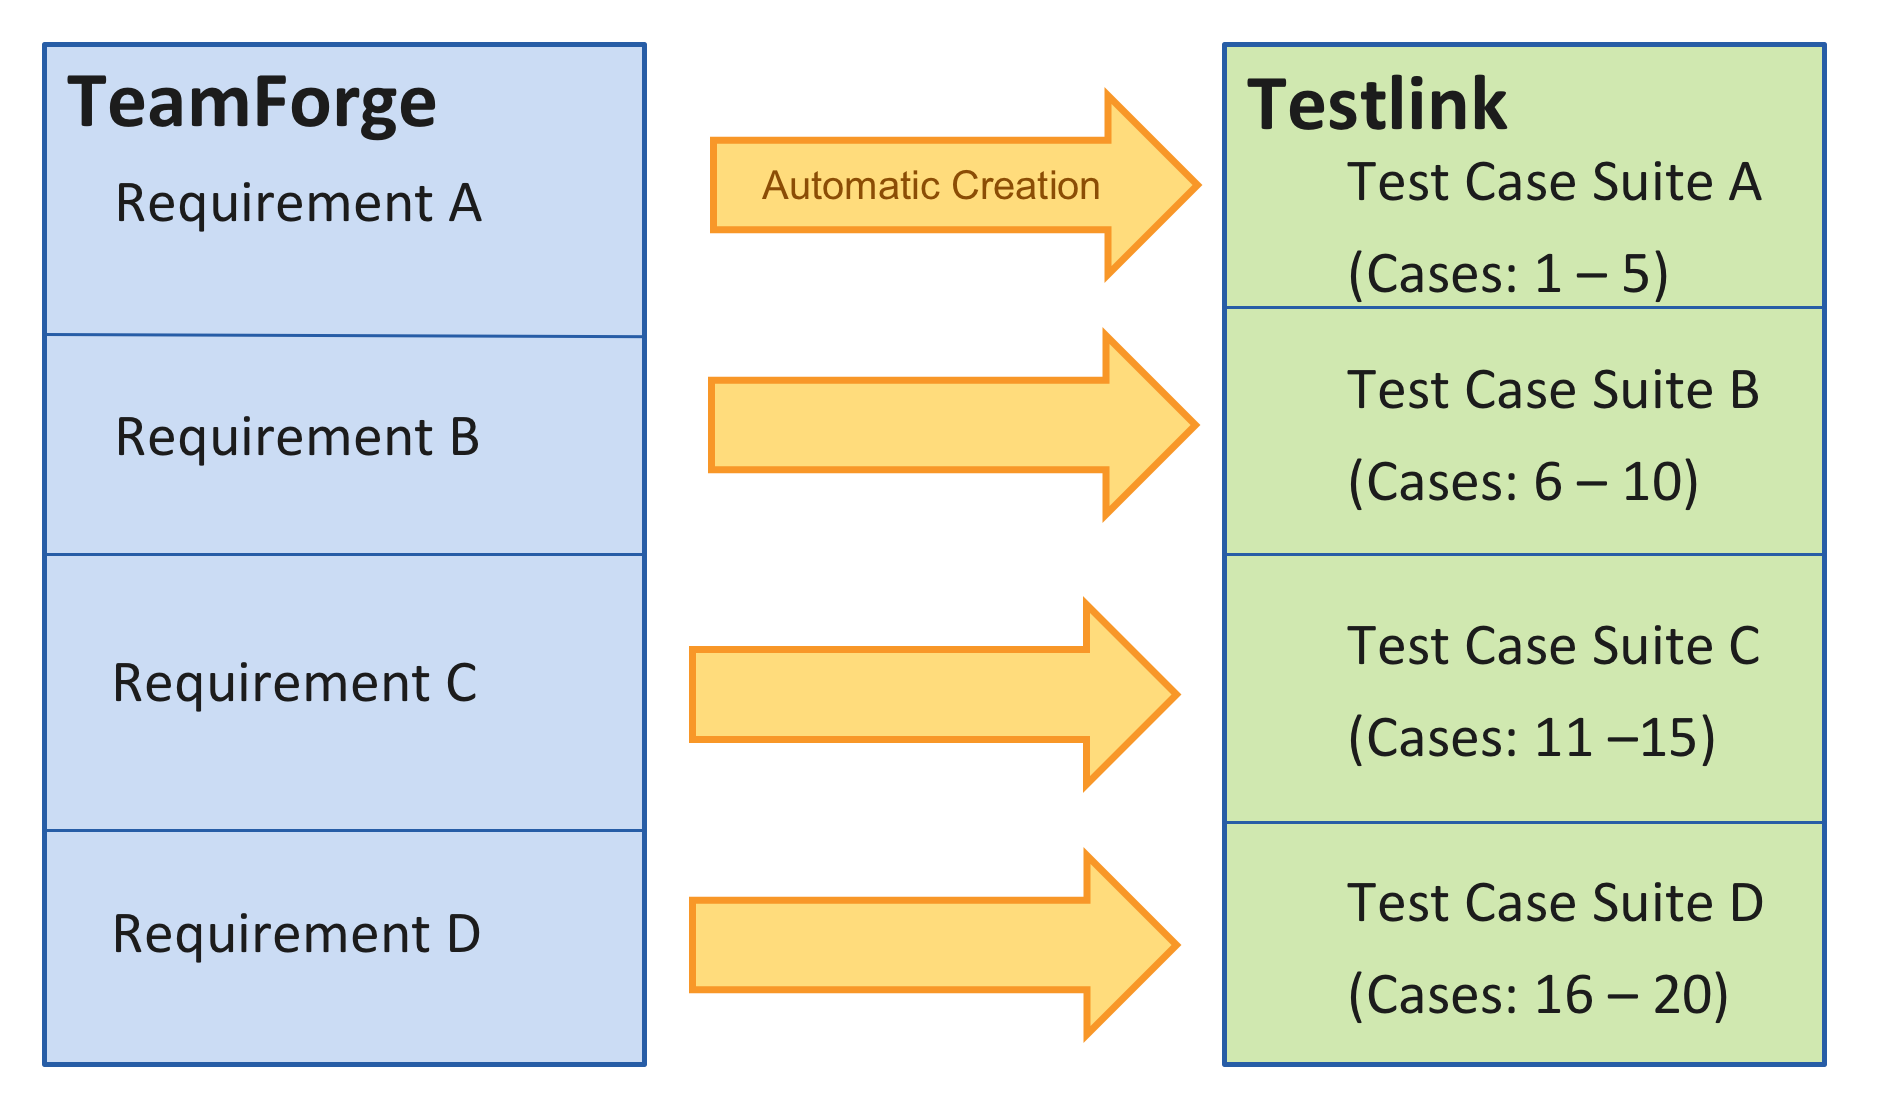 TeamForge
Requirement A
Requirement B
Requirement C
Requirement D
Automatic Creation
Testlink
Test Case Suite A
(Cases: 1 – 5)
Test Case Suite B
(Cases: 6 – 10)
Test Case Suite C
(Cases: 11 –15)
Test Case Suite D
(Cases: 16 – 20)